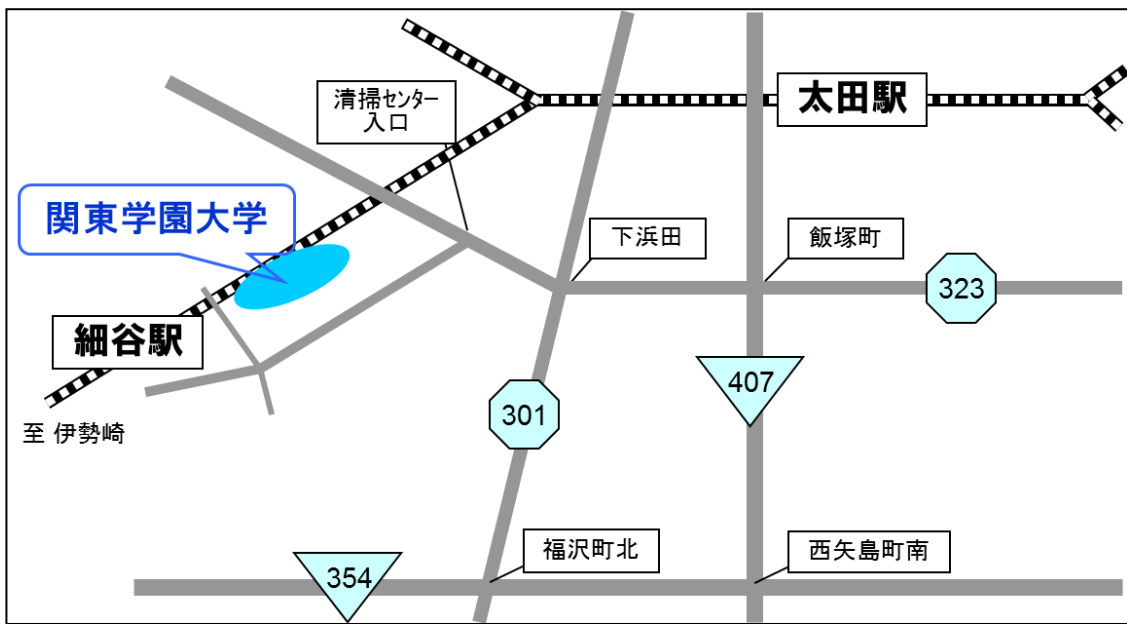 清掃センター
入口
太田駅
関東学園大学
下浜田
飯塚町
323
細谷駅
407
301
至 伊勢崎
福沢町北
西矢島町南
354